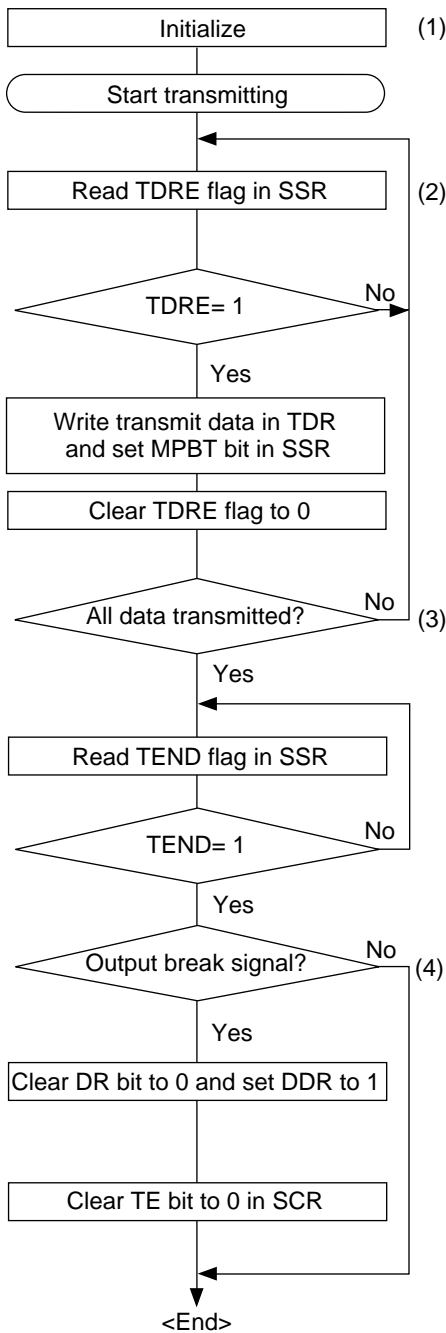 Initialize
(1)
Start transmitting
Read TDRE flag in SSR
(2)
TDRE= 1
No
Yes
Write transmit data in TDR
and set MPBT bit in SSR
Clear TDRE flag to 0
All data transmitted?
No
(3)
Yes
Read TEND flag in SSR
TEND= 1
No
Yes
Output break signal?
No
(4)
Yes
Clear DR bit to 0 and set DDR to 1
Clear TE bit to 0 in SCR
<End>